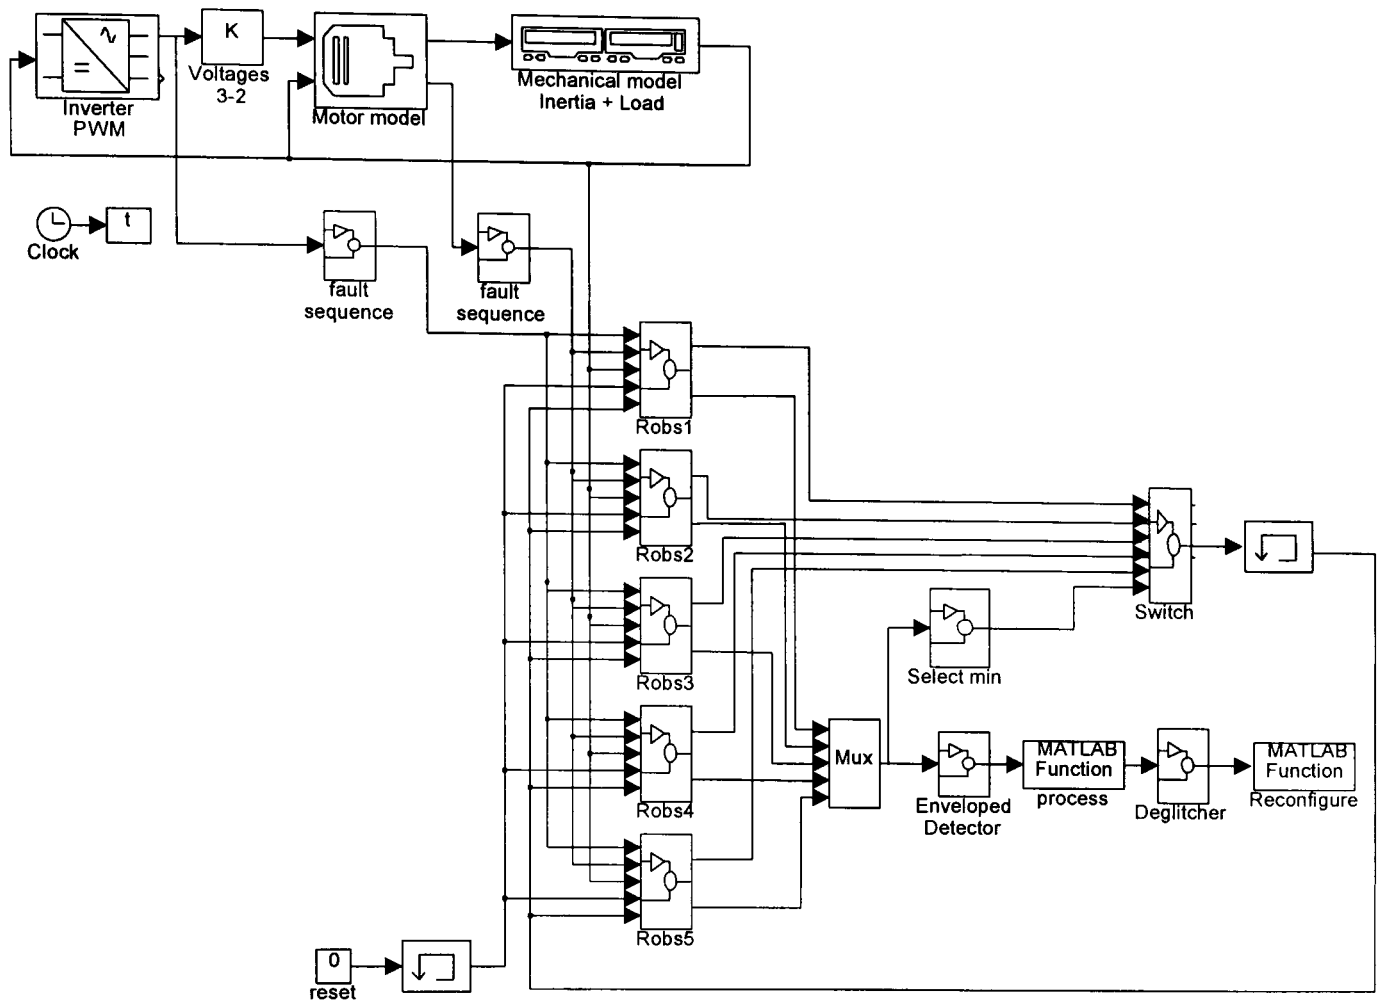 K
Voltages
3-2
Inverter
PWM
Motor model
Mechanical model
Inertia + Load
t
Clock
fault
sequence
fault
sequence
Robs1
Robs2
Robs3
Robs4
Robs5
Switch
Select min
Mux
Enveloped
Detector
MATLAB
Function
process
Deglitcher
MATLAB
Function
Reconfigure
0
reset